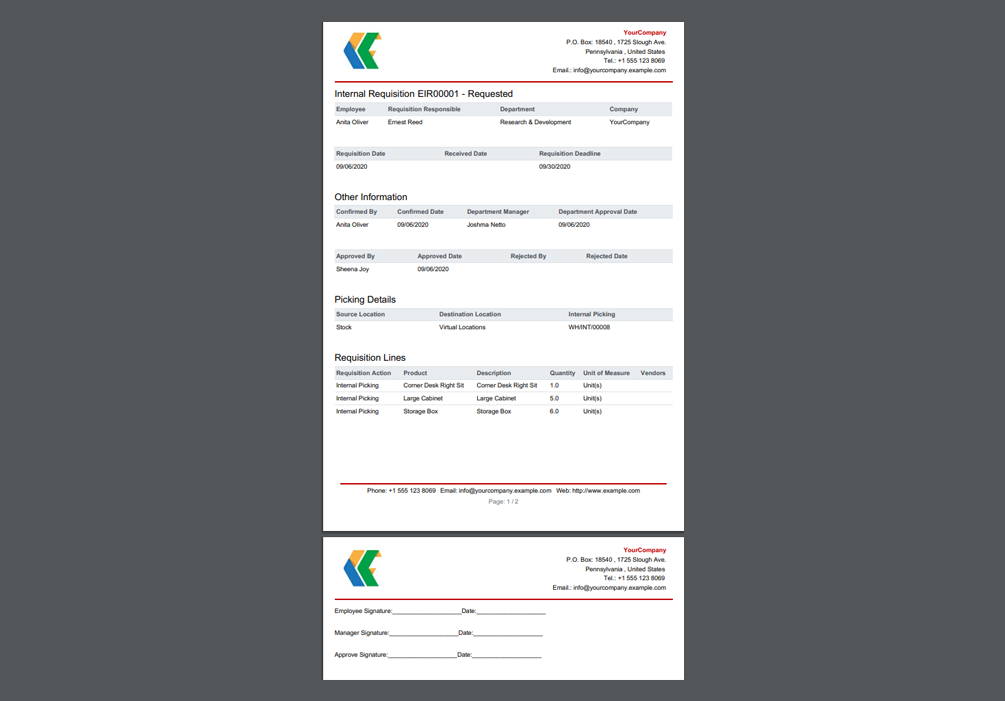 YourCompany
P.O. Box: 18540 , 1725 Slough Ave.
Pennsylvania , United States
Tel.: +1 555 123 8069
Email.: info@yourcompany.example.com
Internal Requisition EIR00001 - Requested
Employee Requisition Responsible Department Company
Anita Oliver Ernest Reed Research & Development YourCompany
Requisition Date Received Date Requisition Deadline
09/06/2020 09/30/2020
Other Information
Confirmed By Confirmed Date Department Manager Department Approval Date
Anita Oliver 09/06/2020 Joshma Netto 09/06/2020
Approved By Approved Date Rejected By Rejected Date
Sheena Joy 09/06/2020
Picking Details
Source Location Destination Location Internal Picking
Stock Virtual Locations WH/INT/00008
Requisition Lines
Requisition Action Product Description Quantity Unit of Measure Vendors
Internal Picking Corner Desk Right Sit Corner Desk Right Sit 1.0 Unit(s)
Internal Picking Large Cabinet Large Cabinet 5.0 Unit(s)
Internal Picking Storage Box Storage Box 6.0 Unit(s)
Phone: +1 555 123 8069 Email: info@yourcompany.example.com Web: http://www.example.com
Page: 1 / 2
YourCompany
P.O. Box: 18540 , 1725 Slough Ave.
Pennsylvania , United States
Tel.: +1 555 123 8069
Email.: info@yourcompany.example.com
Employee Signature:____________________Date:____________________
Manager Signature:____________________Date:____________________
Approve Signature:____________________Date:____________________